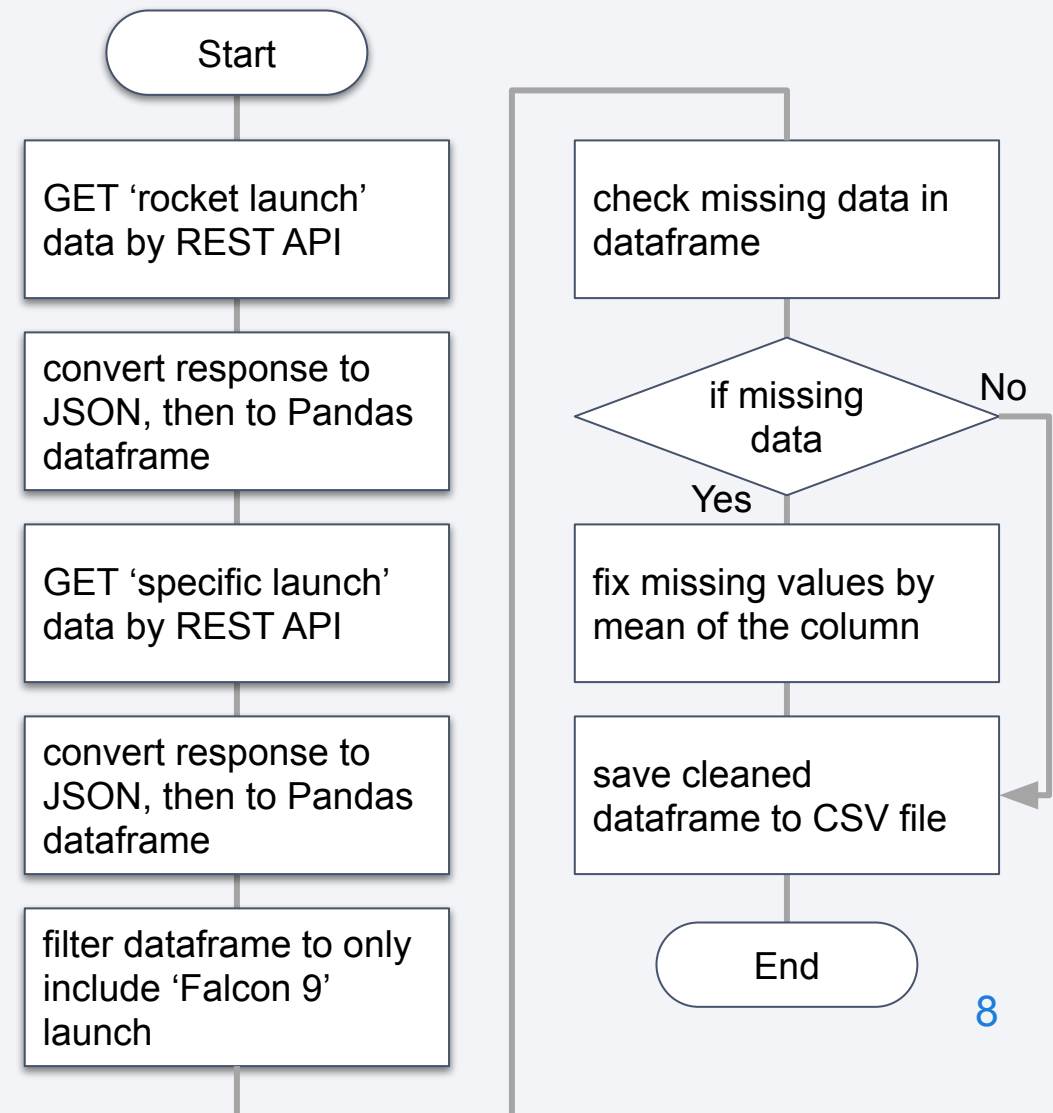 Start
GET ‘rocket launch’
data by REST API
convert response to
JSON, then to Pandas
dataframe
GET ‘specific launch’
data by REST API
convert response to
JSON, then to Pandas
dataframe
filter dataframe to only
include ‘Falcon 9’
launch
check missing data in
dataframe
if missing
data
No
Yes
fix missing values by
mean of the column
save cleaned
dataframe to CSV file
End
8